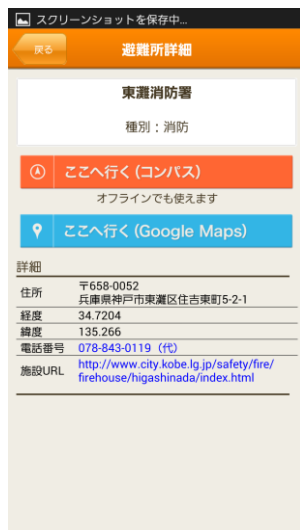 スクリーンショットを保存中...
戻る 避難所詳細
東灘消防署
種別：消防
ここへ行く（コンパス）
オフラインでも使えます
ここへ行く（Google Maps）
詳細
住所 〒658-0052
兵庫県神戸市東灘区住吉東町5-2-1
経度 34.7204
緯度 135.266
電話番号 078-843-0119（代）
施設URL http://www.city.kobe.lg.jp/safety/fire/
firehouse/higashinada/index.html